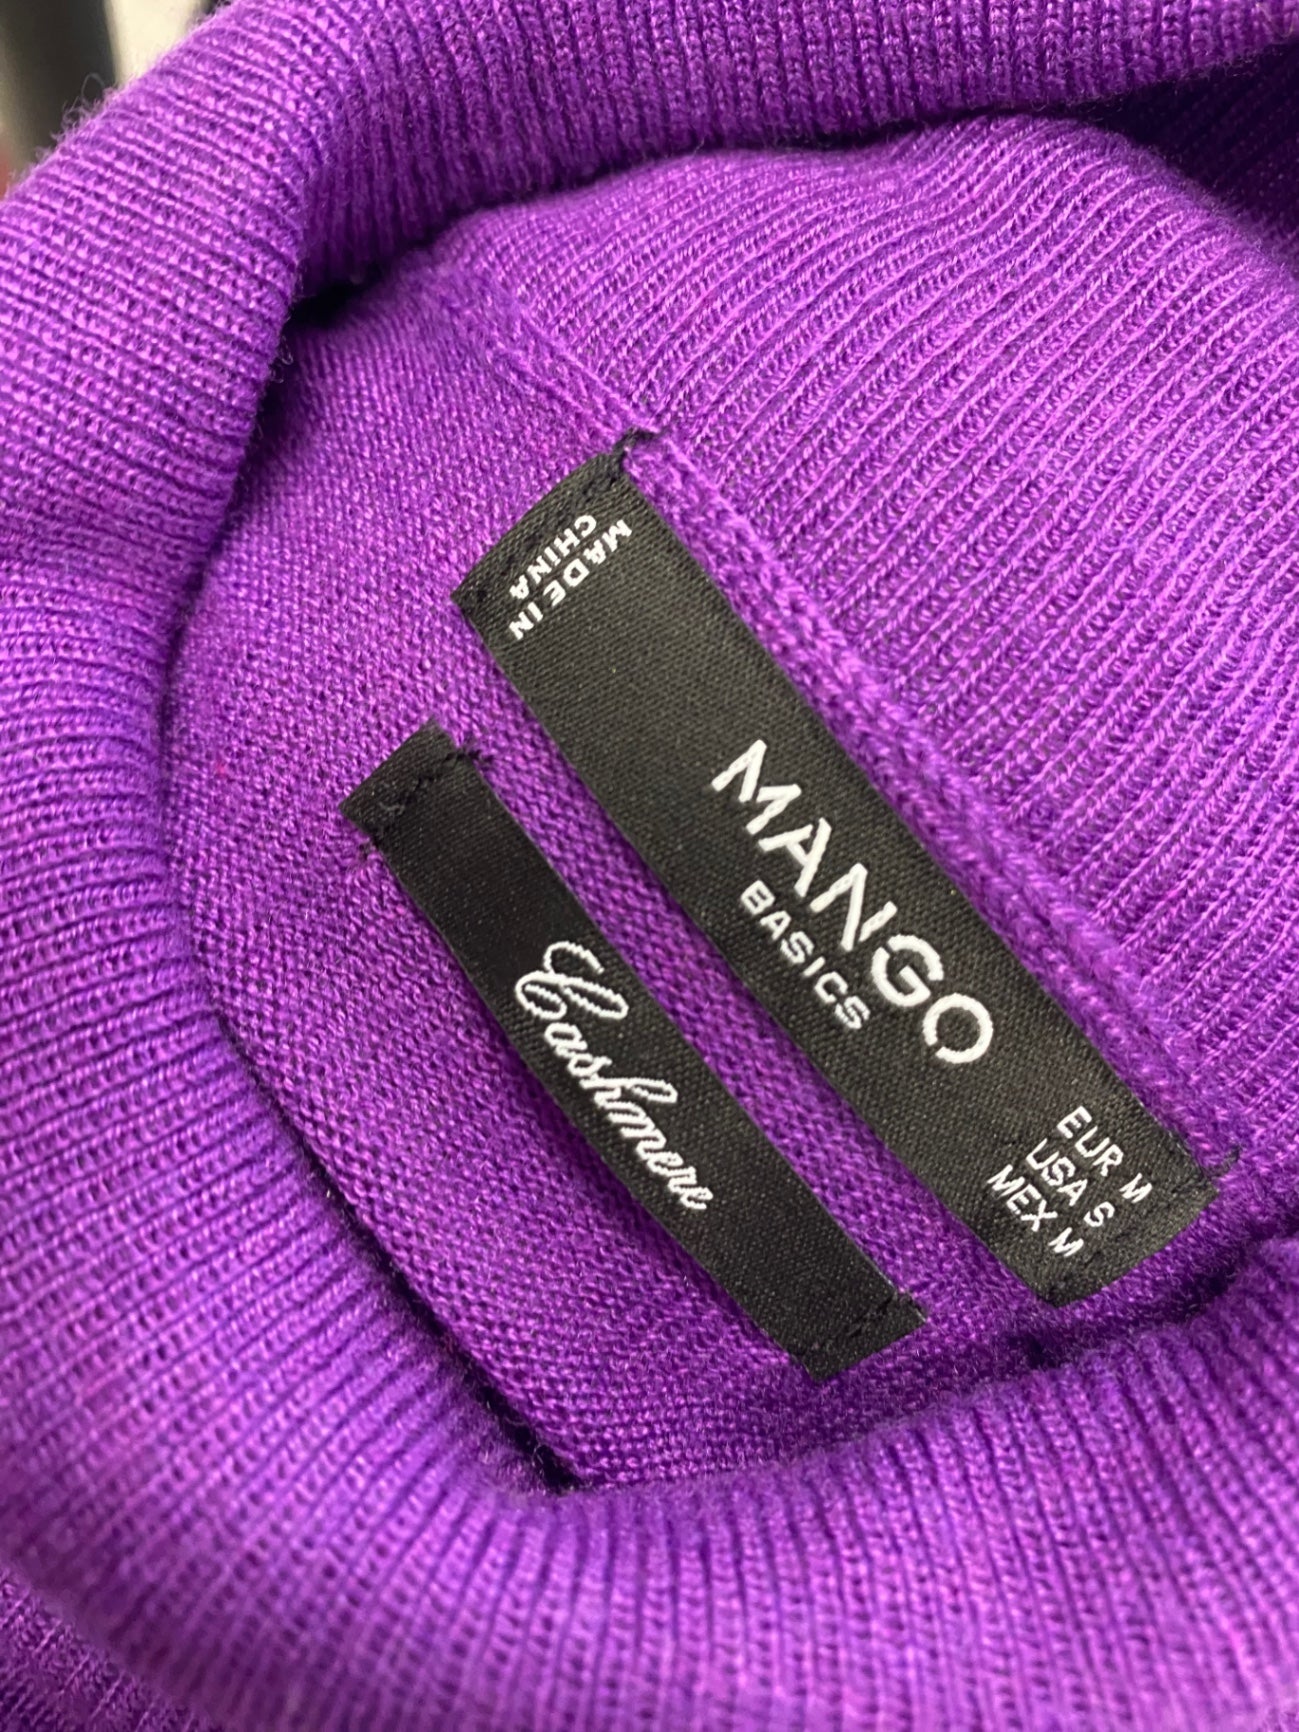 MADE IN
CHINA
MANGO
BASICS
EUR M
USA S
MEX M
Cashmere